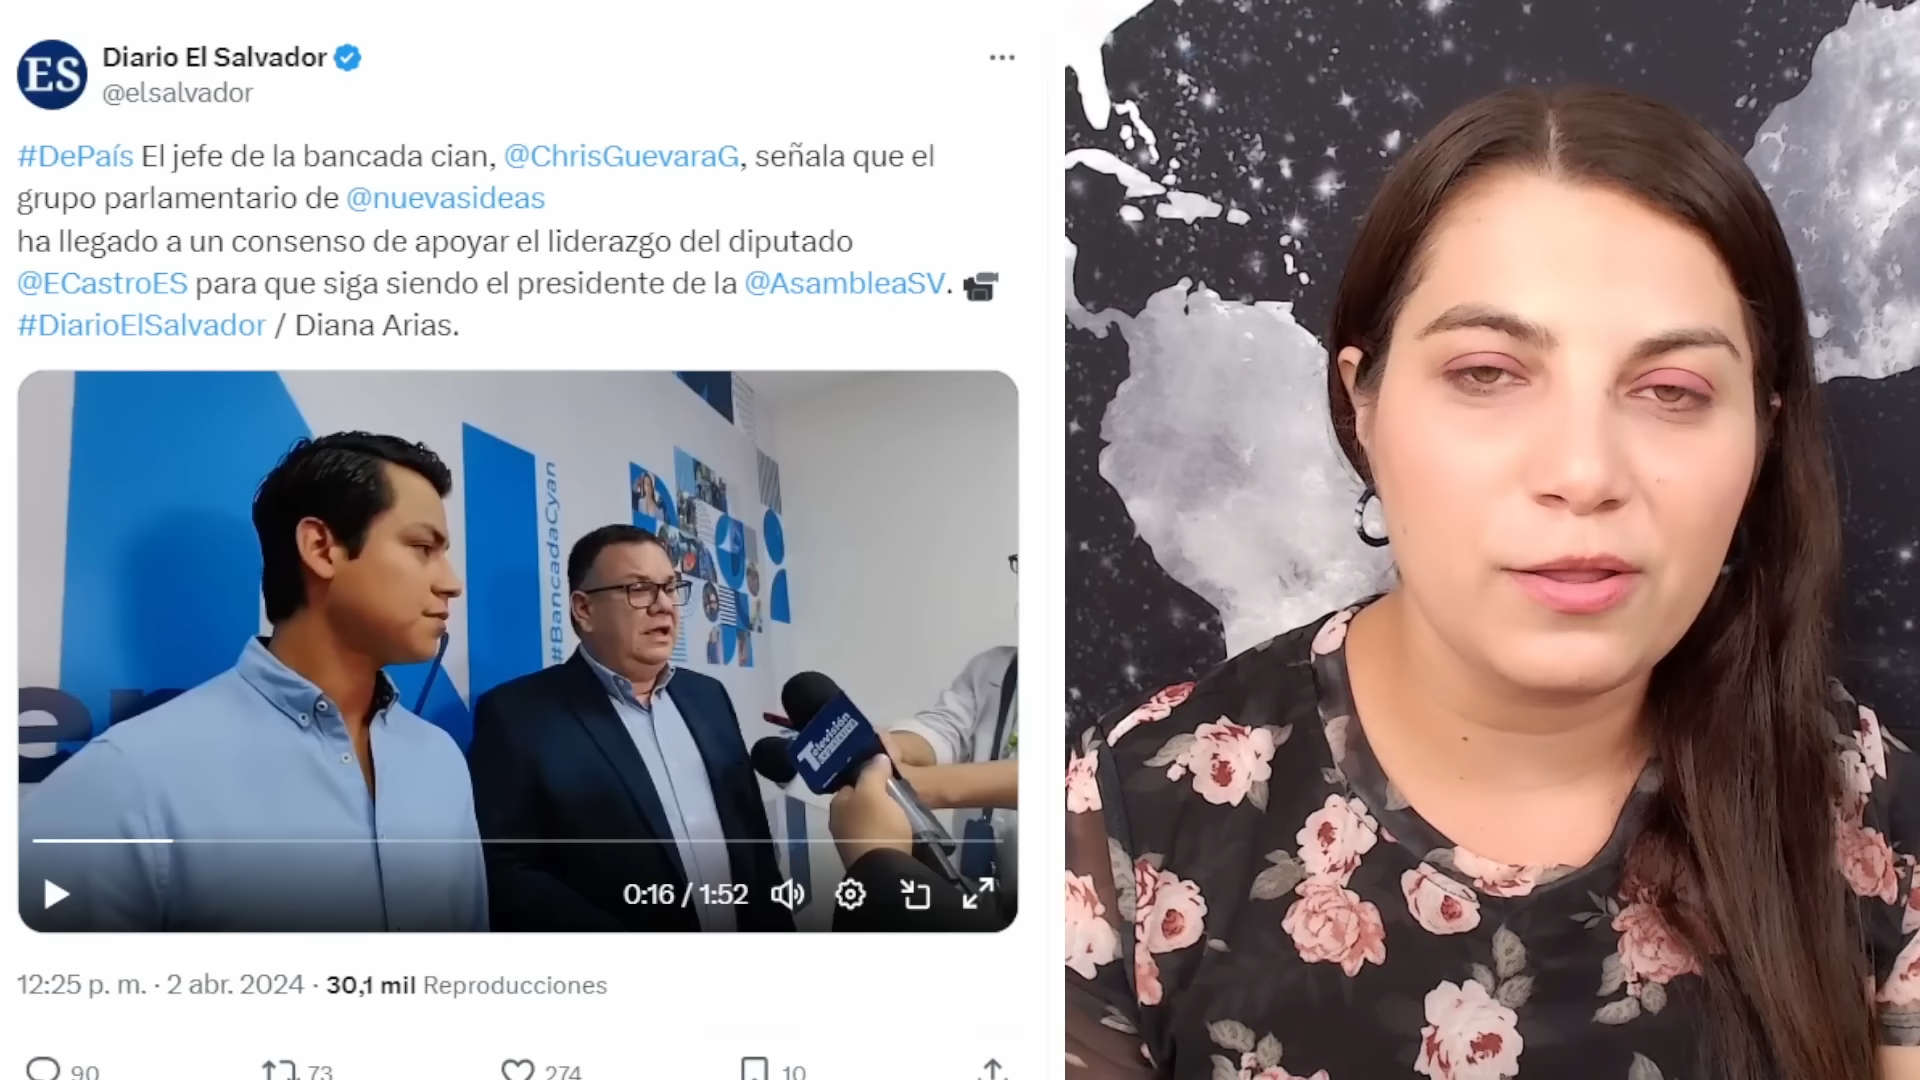 ES
Diario El Salvador
@elsalvador
#DePaís El jefe de la bancada cian, @ChrisGuevaraG, señala que el
grupo parlamentario de @nuevasideas
ha llegado a un consenso de apoyar el liderazgo del diputado
@ECastroES para que siga siendo el presidente de la @AsambleaSV.
#DiarioElSalvador / Diana Arias.
#BancadaCyan
en
Televisión
0:16 / 1:52
12:25 p. m. · 2 abr. 2024 · 30,1 mil Reproducciones
90 73 274 10